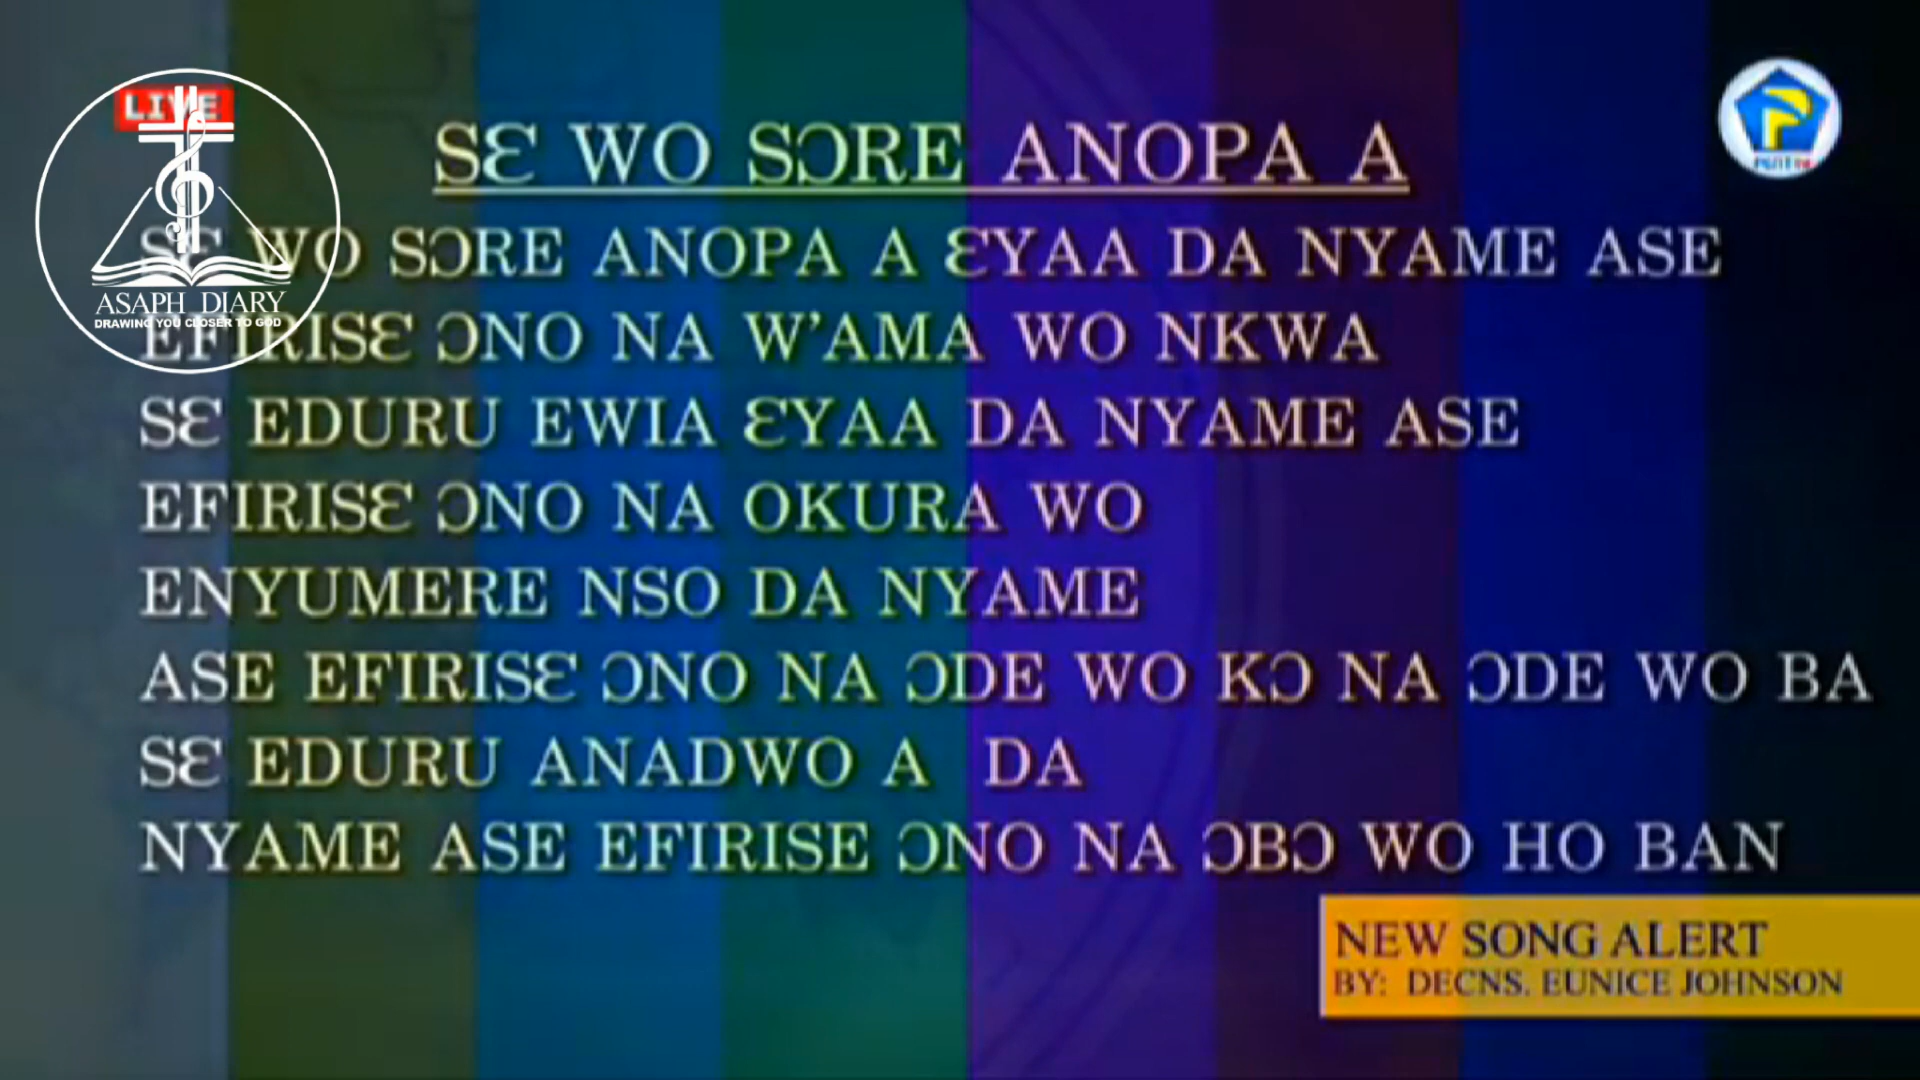 LIVE
SƐ WO SƆRE ANOPA A
SƐ WO SƆRE ANOPA A ƐYAA DA NYAME ASE
ASAPH DIARY
DRAWING YOU CLOSER TO GOD
EFIRISƐ ƆNO NA W'AMA WO NKWA
SƐ EDURU EWIA ƐYAA DA NYAME ASE
EFIRISƐ ƆNO NA OKURA WO
ENYUMERE NSO DA NYAME
ASE EFIRISƐ ƆNO NA ƆDE WO KƆ NA ƆDE WO BA
SƐ EDURU ANADWO A DA
NYAME ASE EFIRISE ƆNO NA ƆBƆ WO HO BAN
NEW SONG ALERT
BY: DECNS. EUNICE JOHNSON